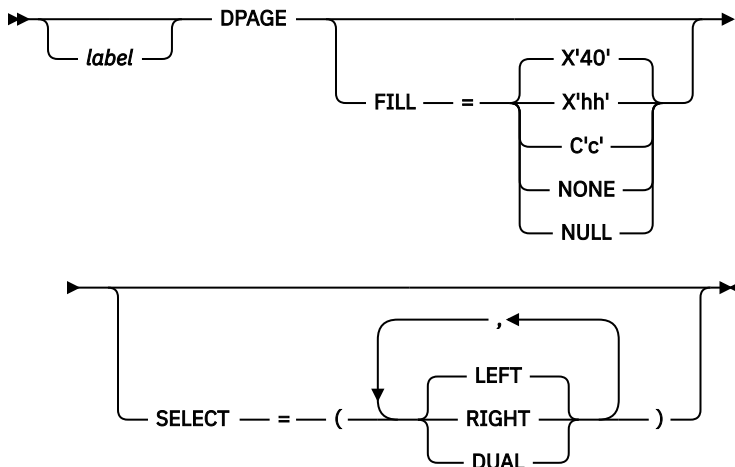 DPAGE
label
X'40'
FILL = X'hh'
C'c'
NONE
NULL
,
LEFT
SELECT = ( RIGHT )
DUAL